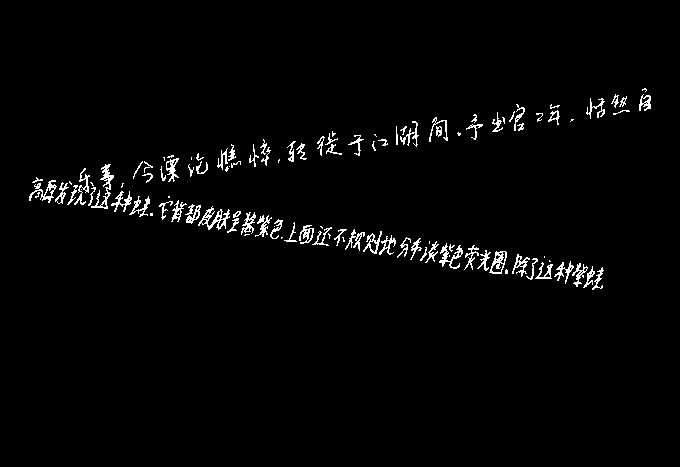 乐事,今漂沦憔悴,转徙于江湖间。予出官二年,恬然自
高原发现了这种蛙。它背部皮肤呈酱紫色,上面还不规则地分布淡紫色荧光圈。除了这种紫蛙